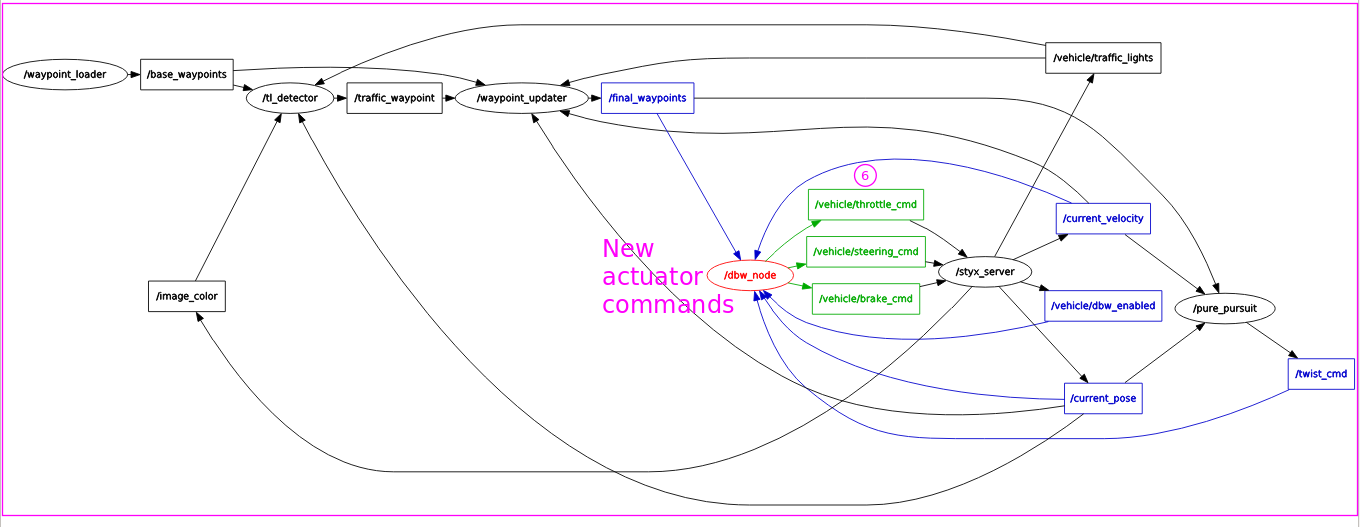 /vehicle/traffic_lights
/waypoint_loader
/base_waypoints
/tl_detector
/traffic_waypoint
/waypoint_updater
/final_waypoints
6
/vehicle/throttle_cmd
/current_velocity
New
actuator
commands
/vehicle/steering_cmd
/dbw_node
/styx_server
/vehicle/brake_cmd
/vehicle/dbw_enabled
/image_color
/pure_pursuit
/twist_cmd
/current_pose